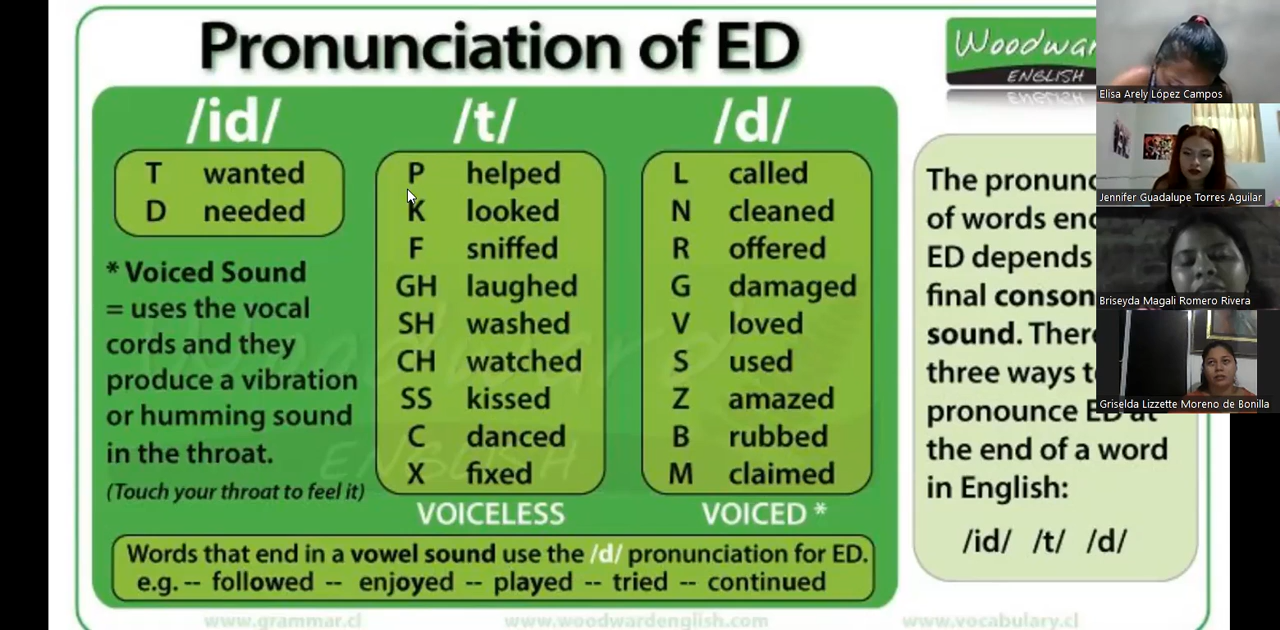 Pronunciation of ED
/id/ /t/ /d/
T wanted
D needed
* Voiced Sound
= uses the vocal
cords and they
produce a vibration
or humming sound
in the throat.
(Touch your throat to feel it)
P helped
K looked
F sniffed
GH laughed
SH washed
CH watched
SS kissed
C danced
X fixed
VOICELESS
L called
N cleaned
R offered
G damaged
V loved
S used
Z amazed
B rubbed
M claimed
VOICED *
Words that end in a vowel sound use the /d/ pronunciation for ED.
e.g. -- followed -- enjoyed -- played -- tried -- continued
ENGLISH
The
of words
ED depends
final
sound.
three ways
pronounce ED at
the end of a word
in English:
/id/ /t/ /d/
www.grammar.cl www.woodwardenglish.com www.vocabulary.cl
Elisa Arely López Campos
Jennifer Guadalupe Torres Aguilar
Briseyda Magali Romero Rivera
Griselda Lizzette Moreno de Bonilla